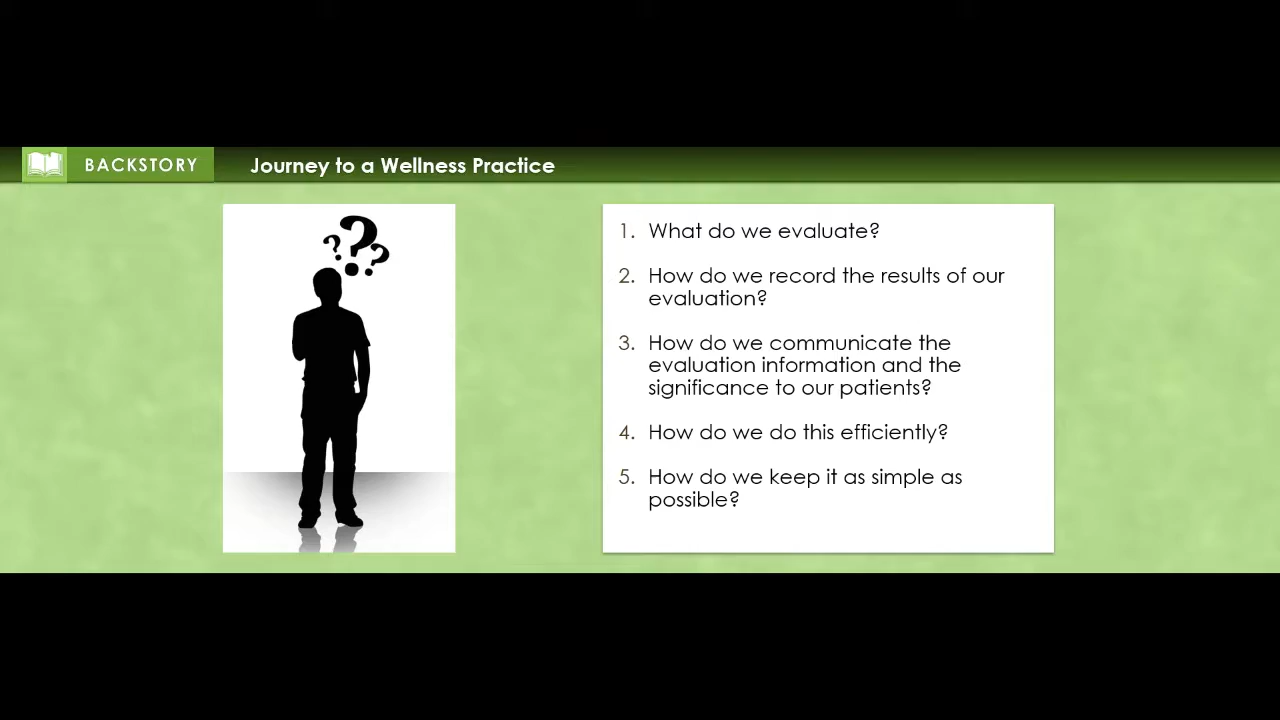 BACKSTORY
Journey to a Wellness Practice
???
1. What do we evaluate?
2. How do we record the results of our
evaluation?
3. How do we communicate the
evaluation information and the
significance to our patients?
4. How do we do this efficiently?
5. How do we keep it as simple as
possible?